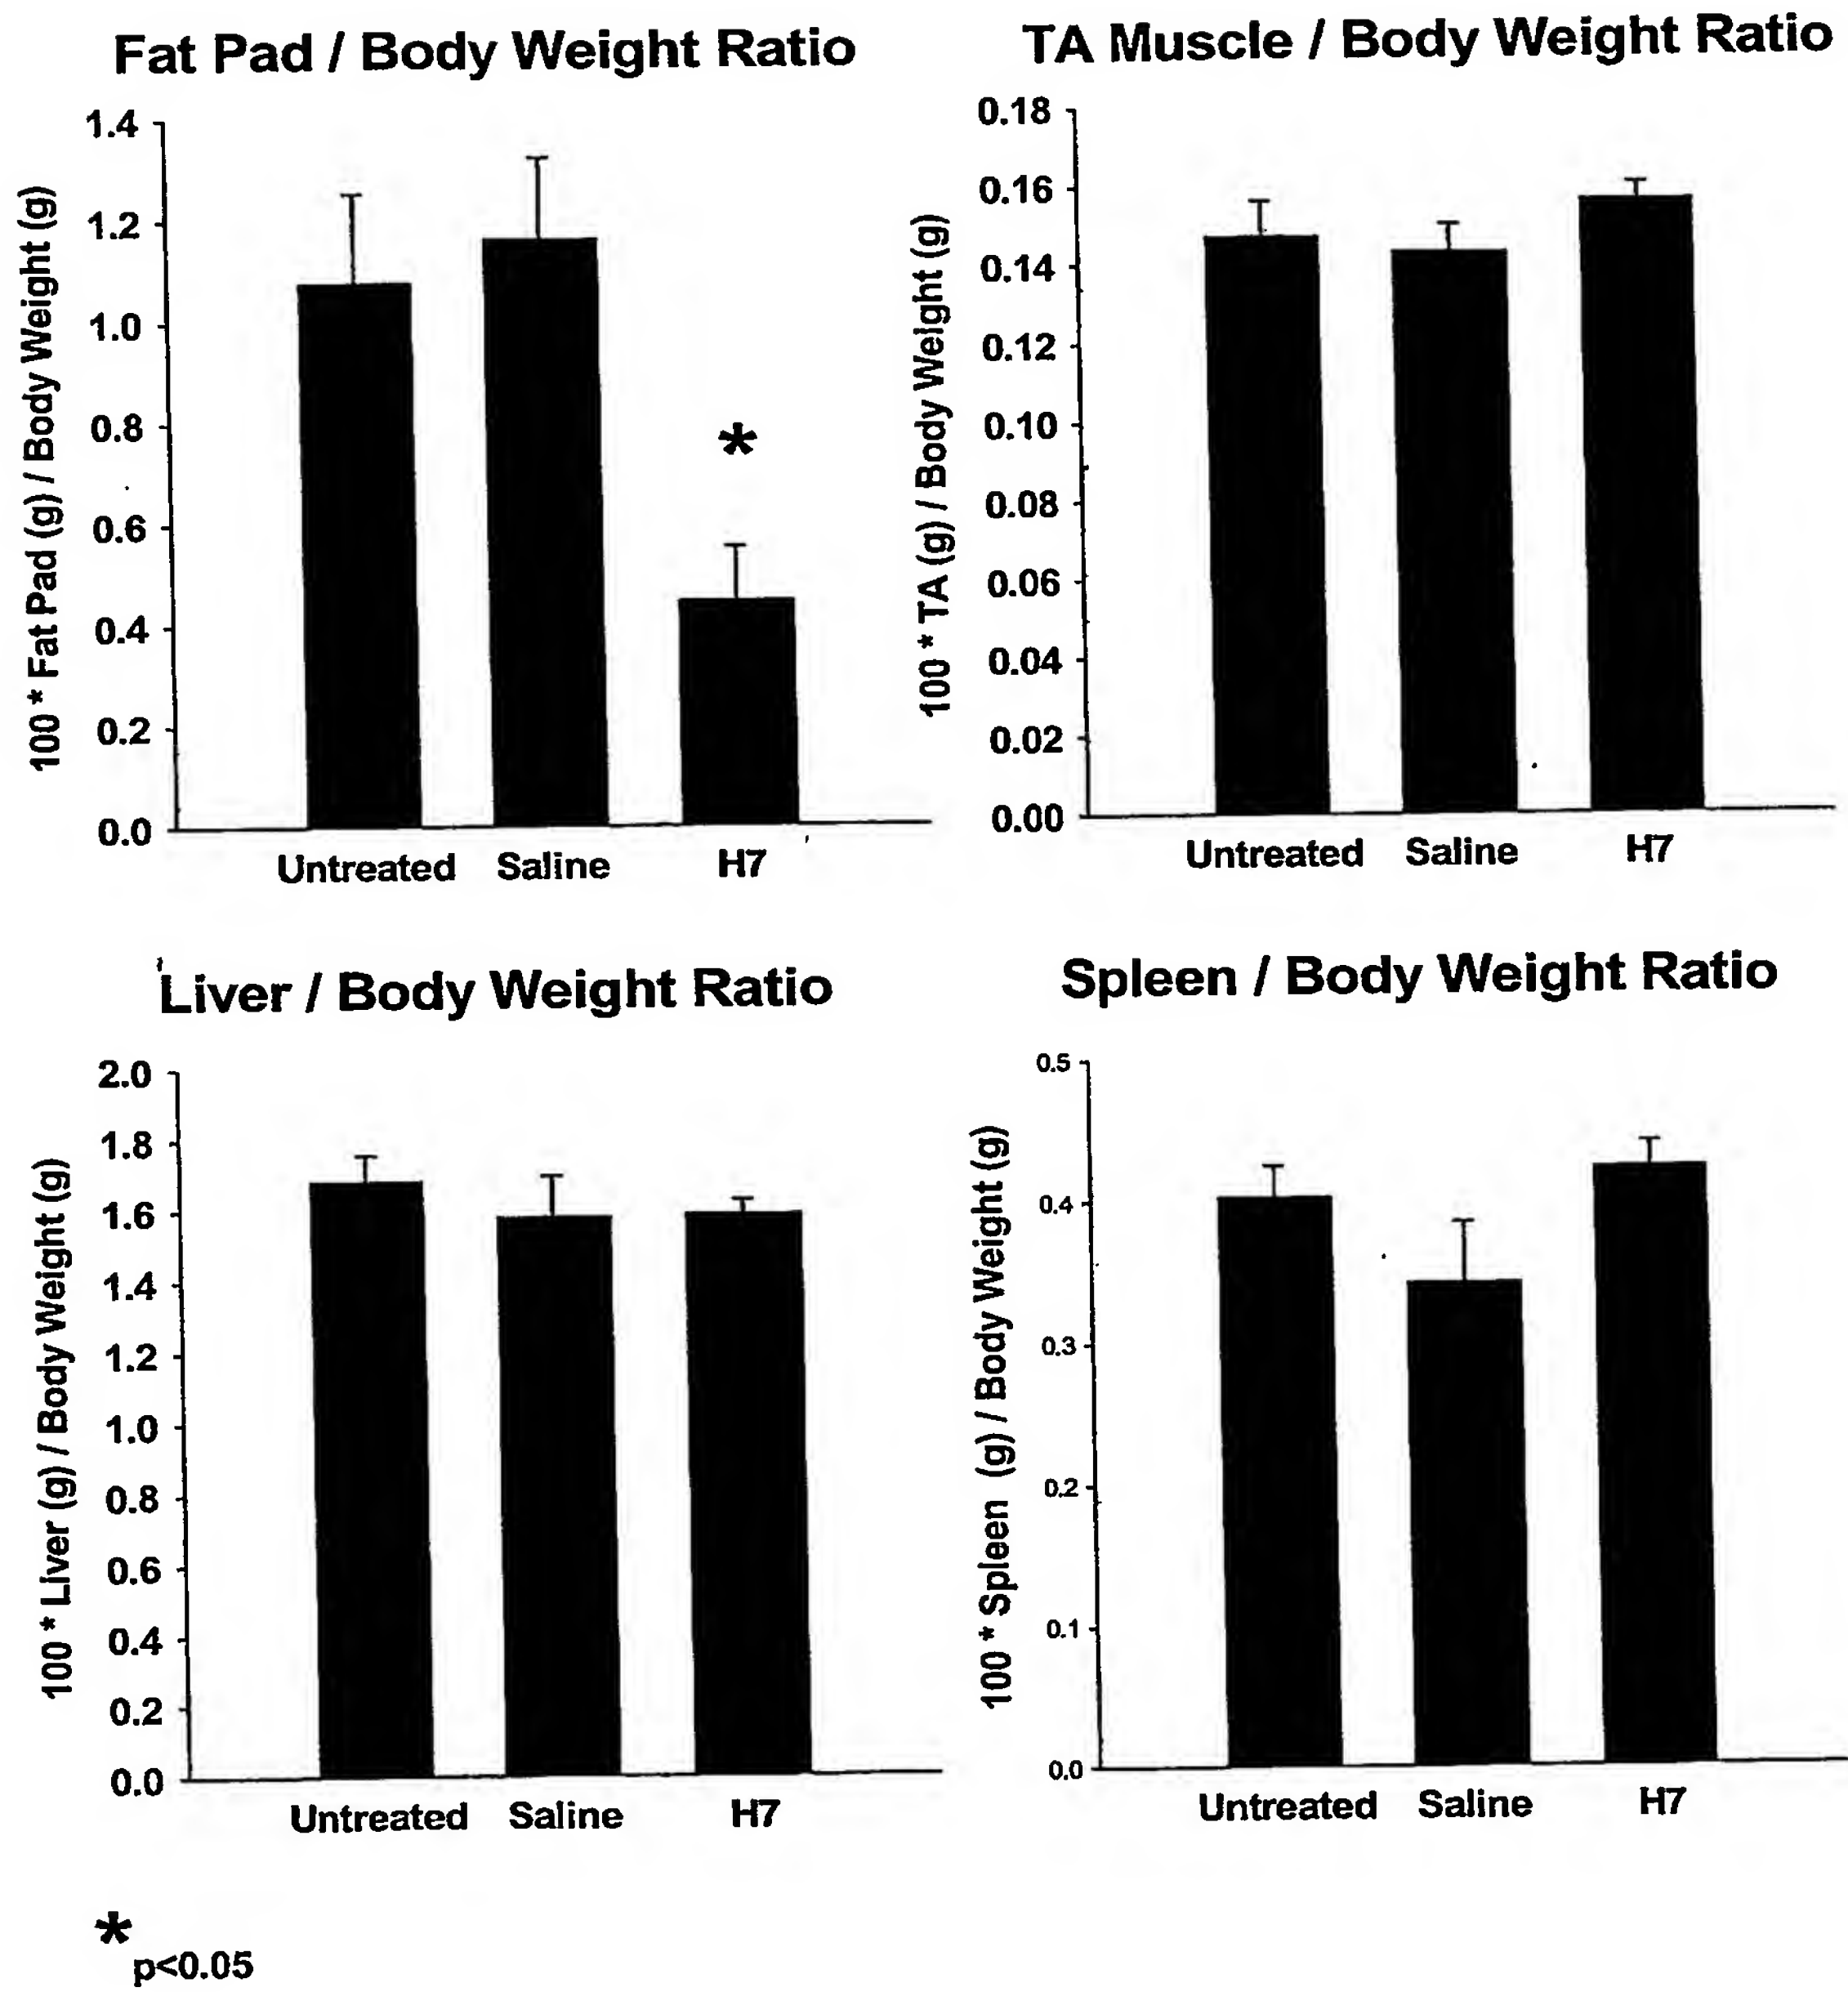 Fat Pad / Body Weight Ratio
100 * Fat Pad (g) / Body Weight (g)
1.4
1.2
1.0
0.8
0.6
0.4
0.2
0.0
*
Untreated Saline H7
TA Muscle / Body Weight Ratio
100 * TA (g) / Body Weight (g)
0.18
0.16
0.14
0.12
0.10
0.08
0.06
0.04
0.02
0.00
Untreated Saline H7
Liver / Body Weight Ratio
100 * Liver (g) / Body Weight (g)
2.0
1.8
1.6
1.4
1.2
1.0
0.8
0.6
0.4
0.2
0.0
Untreated Saline H7
Spleen / Body Weight Ratio
100 * Spleen (g) / Body Weight (g)
0.5
0.4
0.3
0.2
0.1
0.0
Untreated Saline H7
* p<0.05